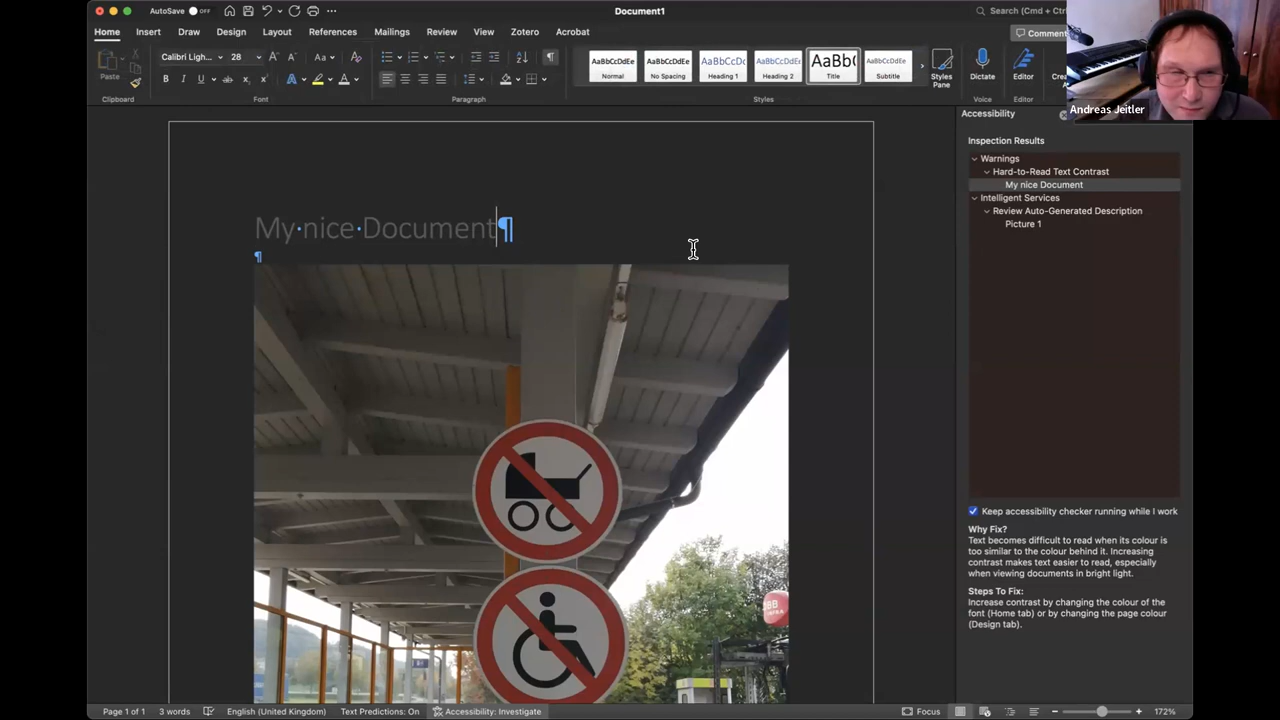 AutoSave OFF
Document1
Search (Cmd + Ctrl
Home Insert Draw Design Layout References Mailings Review View Zotero Acrobat
Comment
Paste
Calibri Ligh... 28
AaBbCcDdEe AaBbCcDdEe AaBbCcDc AaBbCcDdEe AaBb( AaBbCcDdEe
Normal No Spacing Heading 1 Heading 2 Title Subtitle
Styles Pane
Dictate
Editor
Clipboard Font Paragraph Styles Voice Editor
Andreas Jeitler
Accessibility
Inspection Results
Warnings
Hard-to-Read Text Contrast
My nice Document
Intelligent Services
Review Auto-Generated Description
Picture 1
My·nice·Document¶
¶
Keep accessibility checker running while I work
Why Fix?
Text becomes difficult to read when its colour is
too similar to the colour behind it. Increasing
contrast makes text easier to read, especially
when viewing documents in bright light.
Steps To Fix:
Increase contrast by changing the colour of the
font (Home tab) or by changing the page colour
(Design tab).
Page 1 of 1 3 words English (United Kingdom) Text Predictions: On Accessibility: Investigate Focus 172%